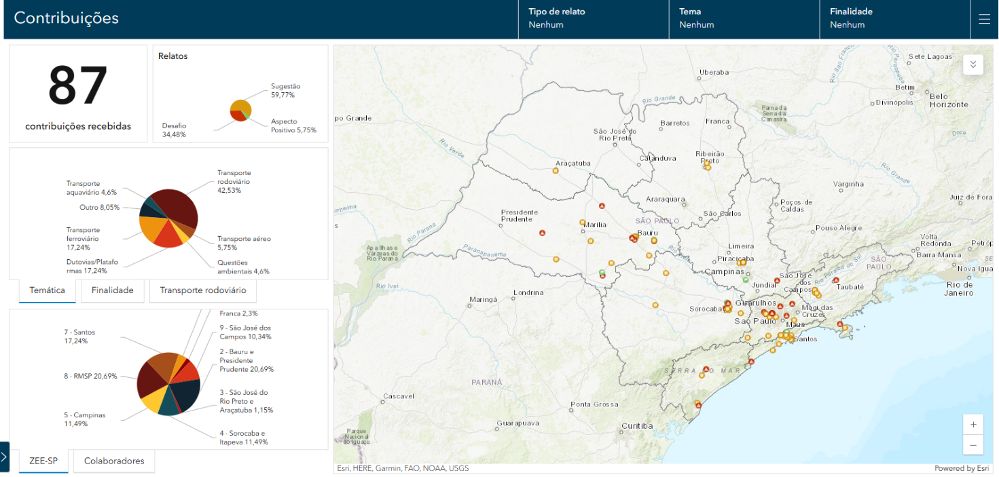 Contribuições
Tipo de relato
Nenhum
Tema
Nenhum
Finalidade
Nenhum
87
contribuições recebidas
Relatos
Sugestão
59,77%
Aspecto
Positivo 5,75%
Desafio
34,48%
Transporte
rodoviário
42,53%
Transporte
aquaviário 4,6%
Outro 8,05%
Transporte
ferroviário
17,24%
Transporte aéreo
5,75%
Dutovias/Platafo
rmas 17,24%
Questões
ambientais 4,6%
Temática
Finalidade
Transporte rodoviário
Franca 2,3%
7 - Santos
17,24%
9 - São José dos
Campos 10,34%
2 - Bauru e
Presidente
Prudente 20,69%
8 - RMSP 20,69%
3 - São José do
Rio Preto e
Araçatuba 1,15%
5 - Campinas
11,49%
4 - Sorocaba e
Itapeva 11,49%
ZEE-SP
Colaboradores
Sete Lagoas
Uberaba
Betim
Belo
Horizonte
Divinópolis
Rio Grande
po Grande
Parna da
Serra da
Canastra
Barretos
Franca
São José do
Rio Preto
Doce
Rio Verde
Catanduva
Ribeirão
Preto
Araçatuba
Rio Grande
Varginha
Juiz de Fora
Araraquara
Poços de
Caldas
São Carlos
Presidente
Prudente
Marília
SÃO PAULO
Pouso Alegre
Bauru
Volta
Redonda
Petróp
Rio Paraná
Limeira
Barra Mansa
Apa Ilhas e
Várzeas do
Rio Paraná
Paranapanema
Piracicaba
SÃO
PAULO
Campinas
Nova Igua
São José
dos
Campos
Rio Paraíba do Sul
Jundiaí
Taubaté
Rio de
Janeiro
Rio Ivaí
Londrina
Maringá
Guarulhos
Sorocaba
Mogi das
Cruzes
São Paulo
Mauá
Santos
SERRA DO MAR
PARANÁ
Cascavel
Ponta Grossa
Guarapuava
Curitiba
Parque
Nacional
do Iguaçu
+
−
Esri, HERE, Garmin, FAO, NOAA, USGS
Powered by Esri